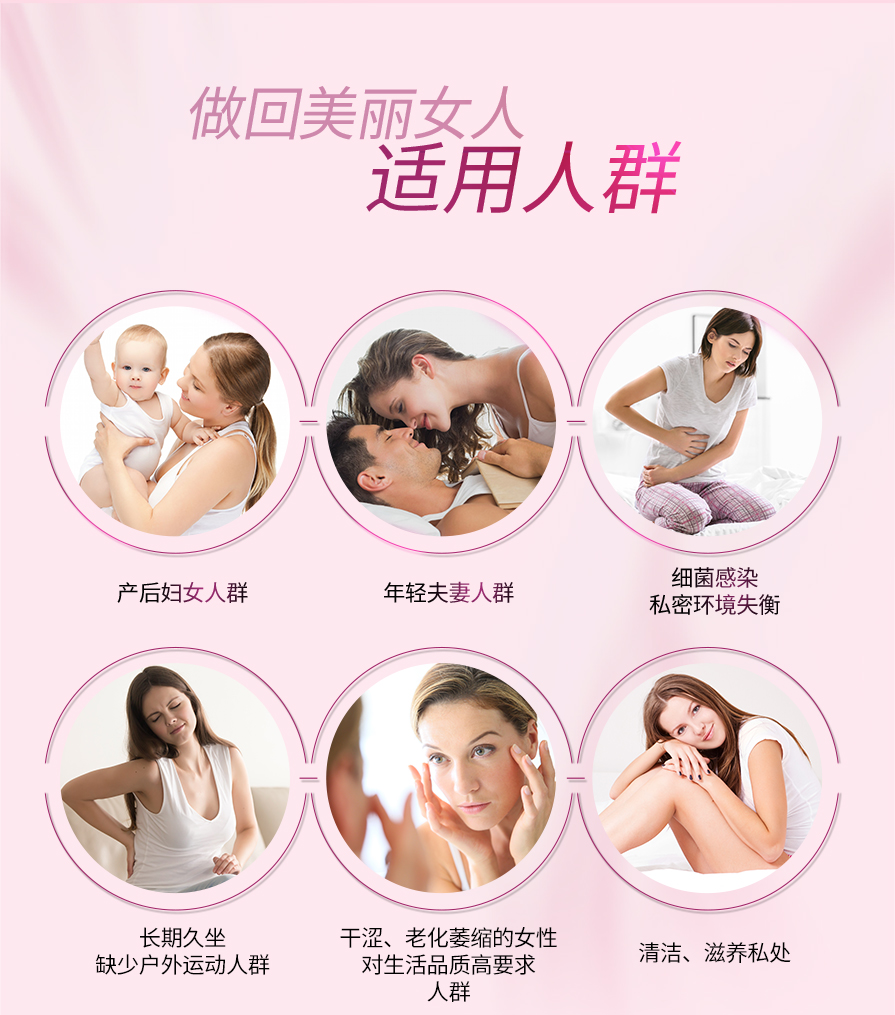 做回美丽女人
适用人群
产后妇女人群
年轻夫妻人群
细菌感染
私密环境失衡
长期久坐
缺少户外运动人群
干涩、老化萎缩的女性
对生活品质高要求
人群
清洁、滋养私处